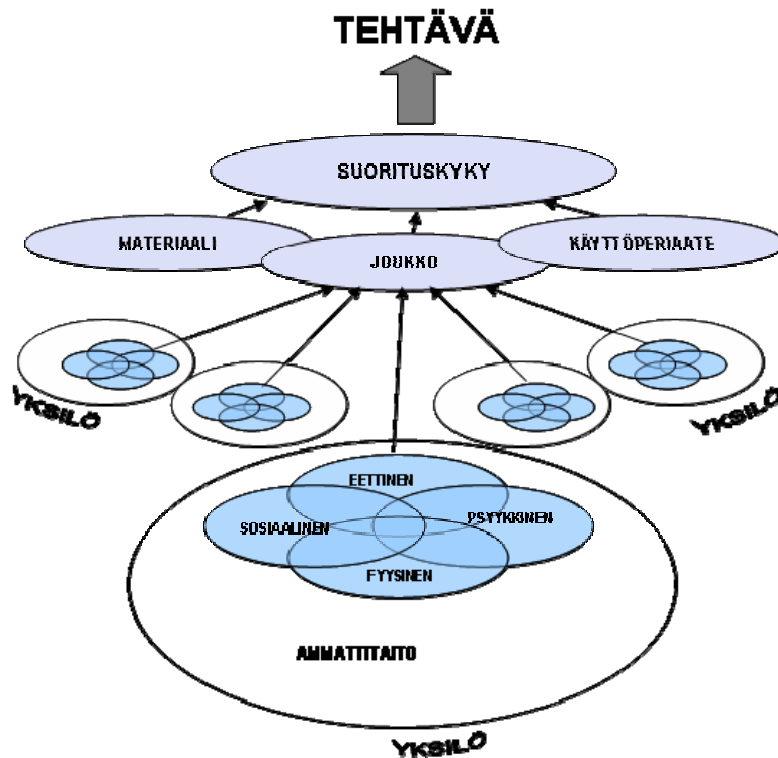 TEHTÄVÄ
SUORITUSKYKY
MATERIAALI
JOUKKO
KÄYTTÖPERIAATE
YKSILÖ
YKSILÖ
EETTINEN
SOSIAALINEN
PSYYKKINEN
FYYSINEN
AMMATTITAITO
YKSILÖ